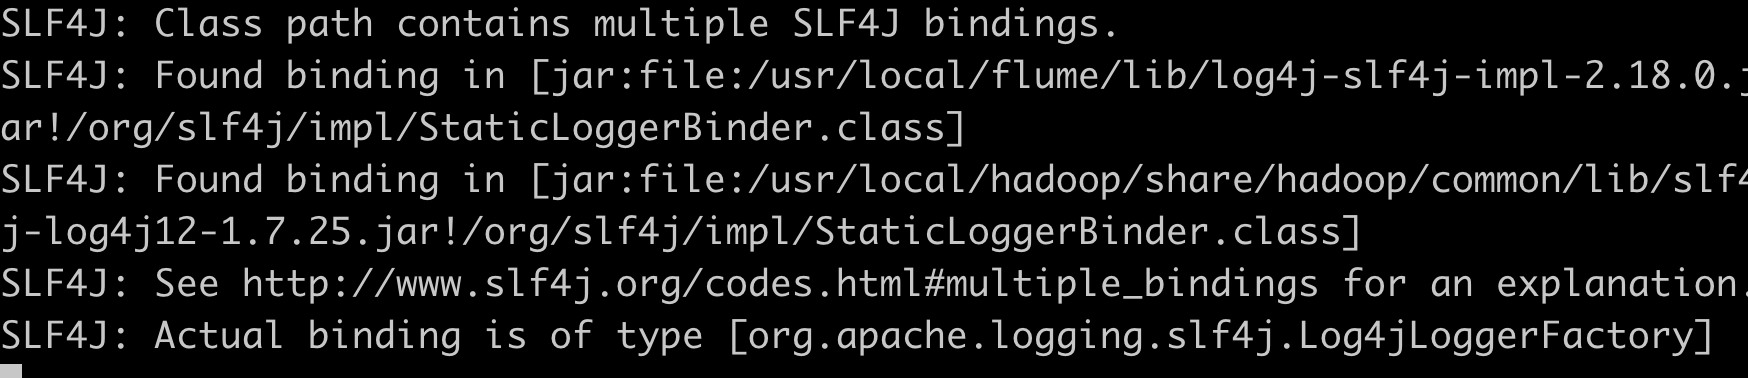 SLF4J: Class path contains multiple SLF4J bindings.
SLF4J: Found binding in [jar:file:/usr/local/flume/lib/log4j-slf4j-impl-2.18.0.j
ar!/org/slf4j/impl/StaticLoggerBinder.class]
SLF4J: Found binding in [jar:file:/usr/local/hadoop/share/hadoop/common/lib/slf4
j-log4j12-1.7.25.jar!/org/slf4j/impl/StaticLoggerBinder.class]
SLF4J: See http://www.slf4j.org/codes.html#multiple_bindings for an explanation.
SLF4J: Actual binding is of type [org.apache.logging.slf4j.Log4jLoggerFactory]